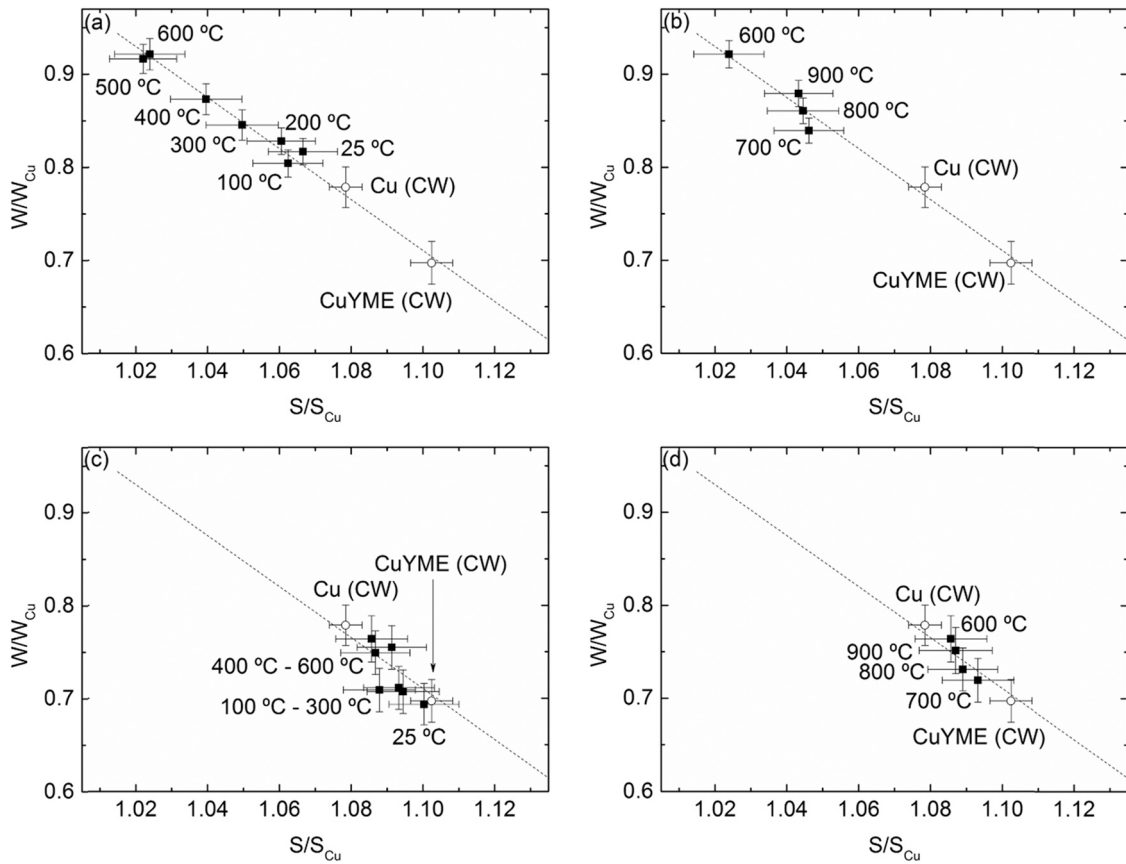 (a)
600 ºC
500 ºC
400 ºC
300 ºC
200 ºC
25 ºC
100 ºC
Cu (CW)
CuYME (CW)
W/W_Cu
0.9
0.8
0.7
0.6
1.02 1.04 1.06 1.08 1.10 1.12
S/S_Cu
(b)
600 ºC
900 ºC
800 ºC
700 ºC
Cu (CW)
CuYME (CW)
W/W_Cu
0.9
0.8
0.7
0.6
1.02 1.04 1.06 1.08 1.10 1.12
S/S_Cu
(c)
CuYME (CW)
Cu (CW)
400 ºC - 600 ºC
100 ºC - 300 ºC
25 ºC
W/W_Cu
0.9
0.8
0.7
0.6
1.02 1.04 1.06 1.08 1.10 1.12
S/S_Cu
(d)
Cu (CW)
600 ºC
900 ºC
800 ºC
700 ºC
CuYME (CW)
W/W_Cu
0.9
0.8
0.7
0.6
1.02 1.04 1.06 1.08 1.10 1.12
S/S_Cu